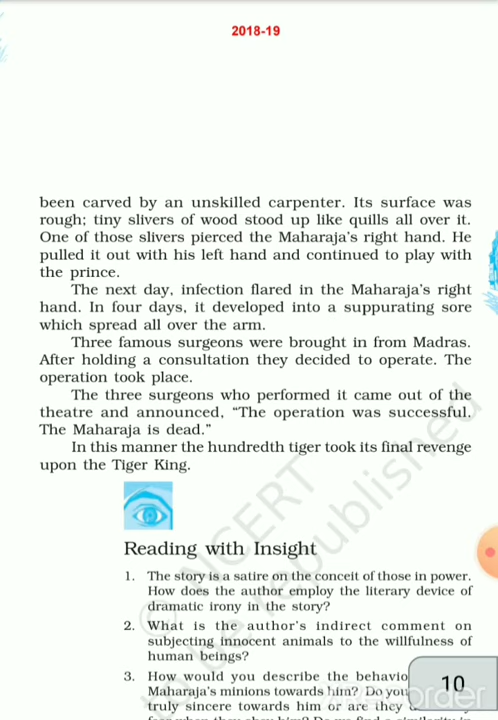 2018-19
been carved by an unskilled carpenter. Its surface was
rough; tiny slivers of wood stood up like quills all over it.
One of those slivers pierced the Maharaja's right hand. He
pulled it out with his left hand and continued to play with
the prince.
The next day, infection flared in the Maharaja's right
hand. In four days, it developed into a suppurating sore
which spread all over the arm.
Three famous surgeons were brought in from Madras.
After holding a consultation they decided to operate. The
operation took place.
The three surgeons who performed it came out of the
theatre and announced, “The operation was successful.
The Maharaja is dead.”
In this manner the hundredth tiger took its final revenge
upon the Tiger King.
© NCERT
to be republished
Reading with Insight
1. The story is a satire on the conceit of those in power.
How does the author employ the literary device of
dramatic irony in the story?
2. What is the author's indirect comment on
subjecting innocent animals to the willfulness of
human beings?
3. How would you describe the behavio
Maharaja's minions towards him? Do you
truly sincere towards him or are they
10